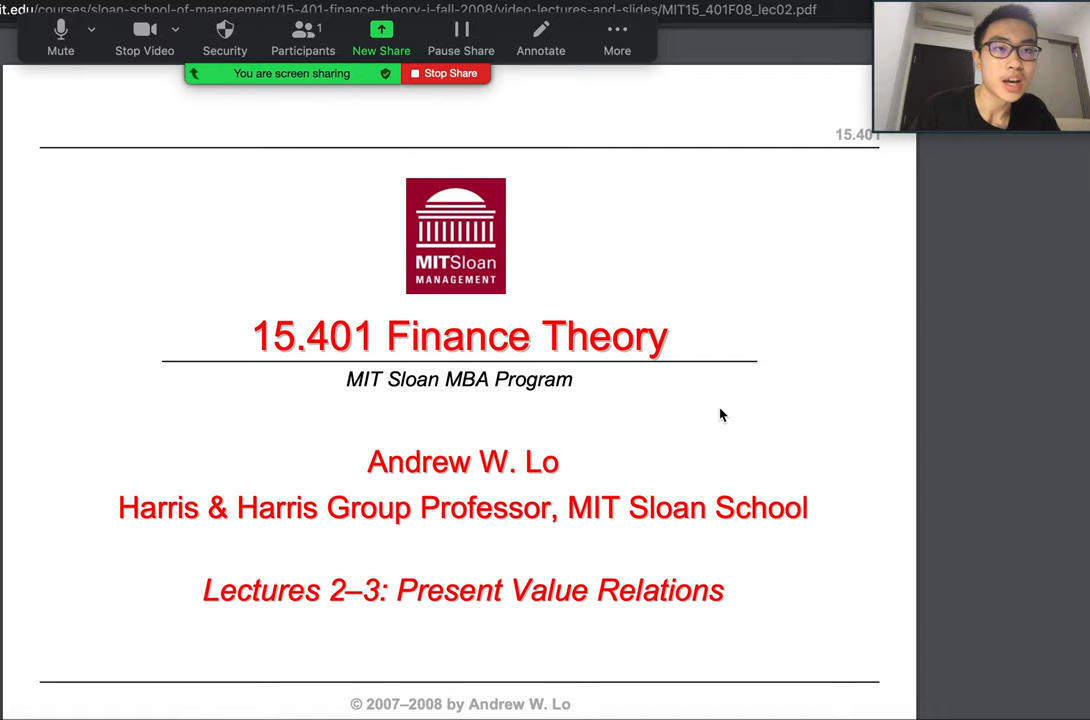 it.edu/courses/sloan-school-of-management/15-401-finance-theory-i-fall-2008/video-lectures-and-slides/MIT15_401F08_lec02.pdf
Mute
Stop Video
Security
1
Participants
New Share
Pause Share
Annotate
More
You are screen sharing
Stop Share
15.401
MITSloan
MANAGEMENT
15.401 Finance Theory
MIT Sloan MBA Program
Andrew W. Lo
Harris & Harris Group Professor, MIT Sloan School
Lectures 2–3: Present Value Relations
© 2007–2008 by Andrew W. Lo